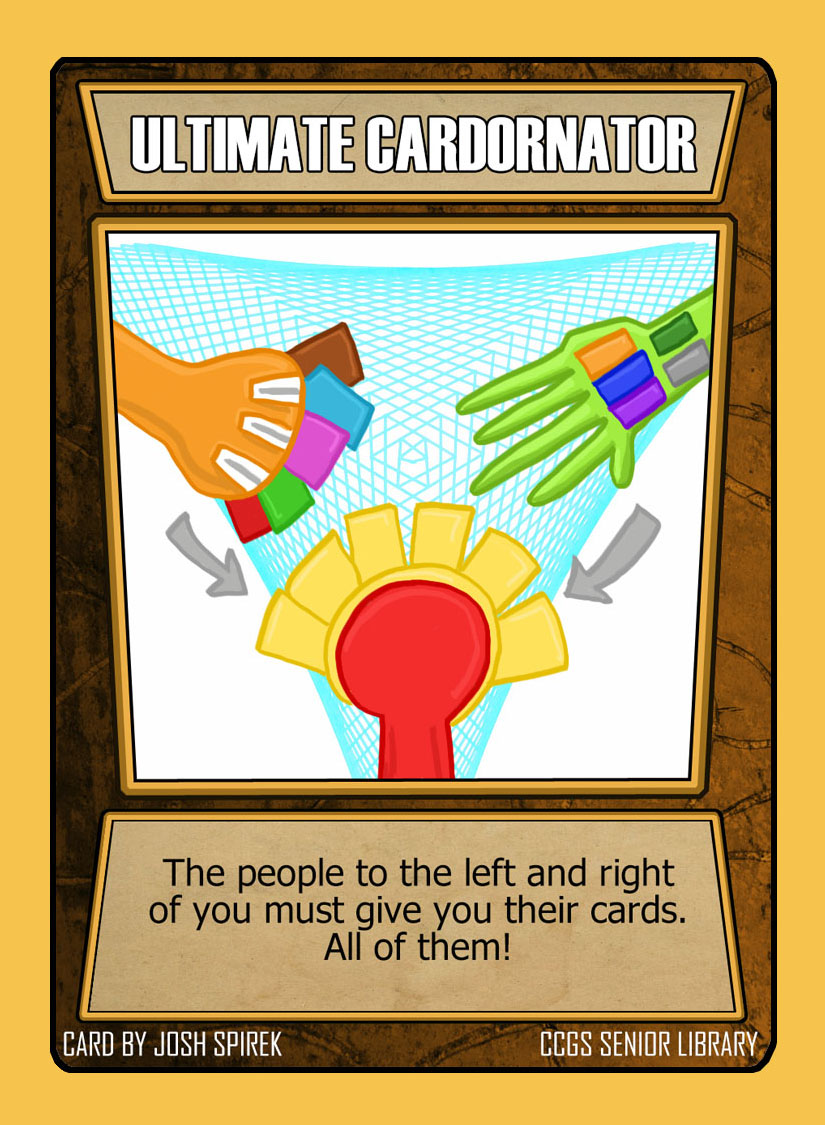 ULTIMATE CARDORNATOR
The people to the left and right
of you must give you their cards.
All of them!
CARD BY JOSH SPIREK
CCGS SENIOR LIBRARY